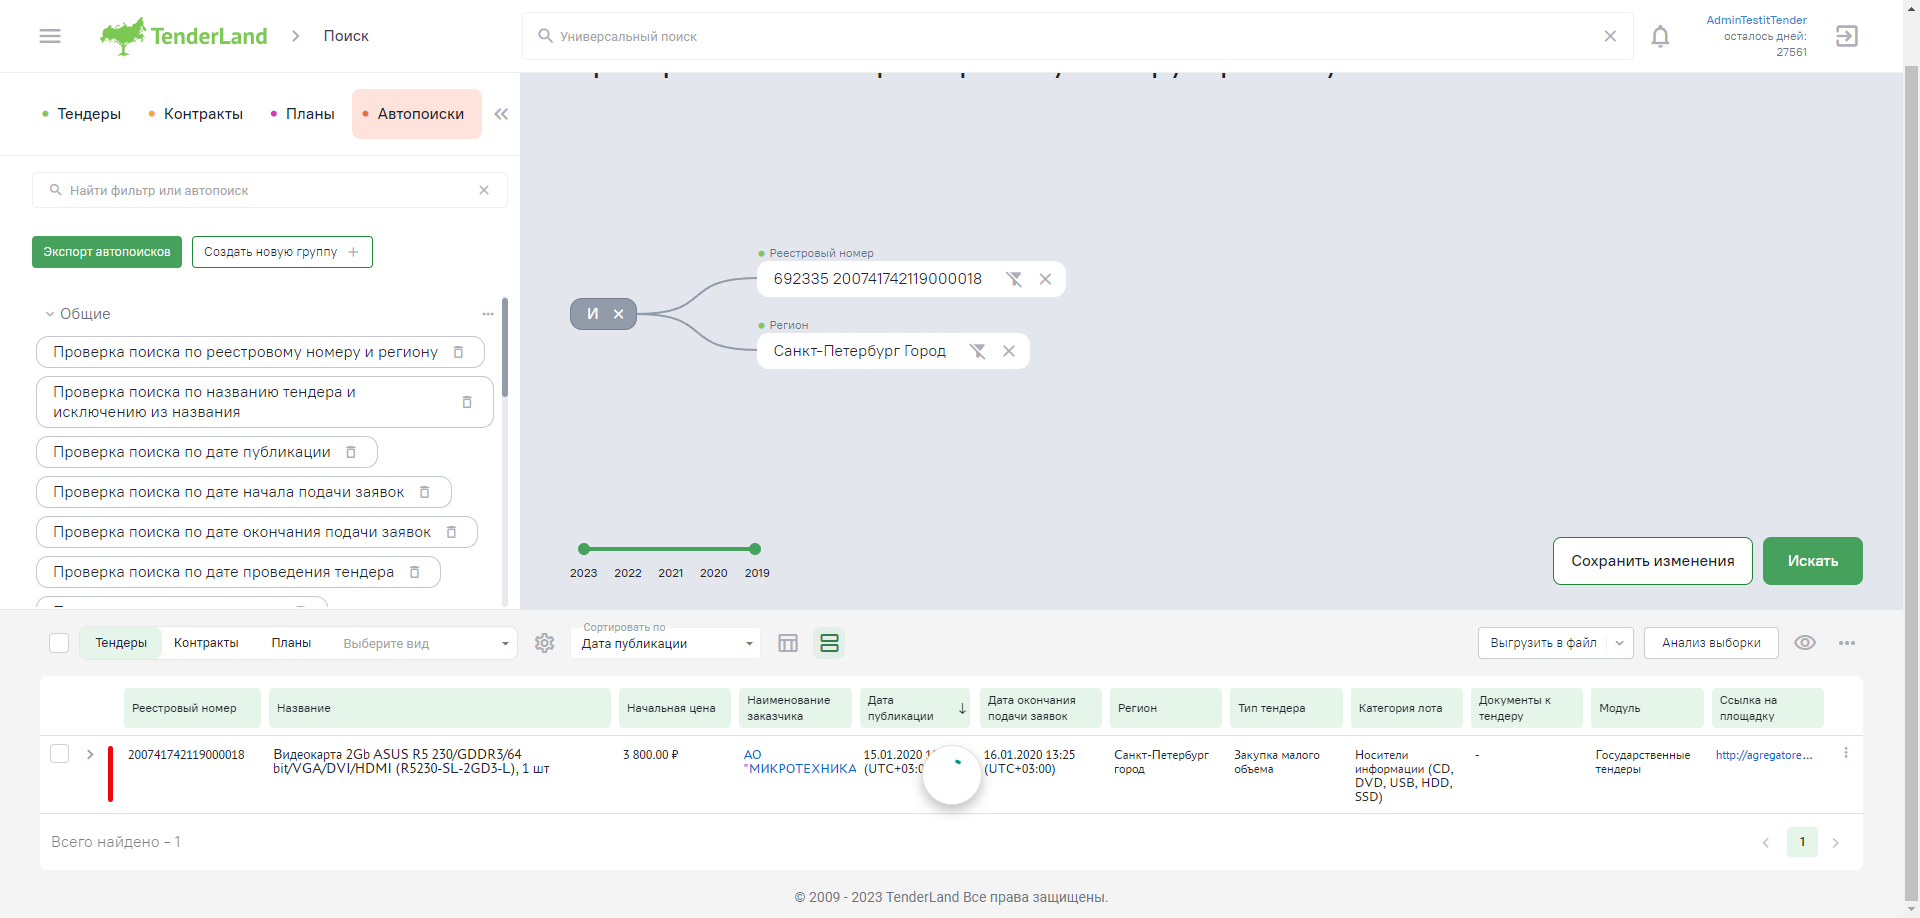 TenderLand
Поиск
Универсальный поиск
AdminTestitTender
осталось дней:
27561
Тендеры
Контракты
Планы
Автопоиски
Найти фильтр или автопоиск
Экспорт автопоисков
Создать новую группу
Общие
Проверка поиска по реестровому номеру и региону
Проверка поиска по названию тендера и
исключению из названия
Проверка поиска по дате публикации
Проверка поиска по дате начала подачи заявок
Проверка поиска по дате окончания подачи заявок
Проверка поиска по дате проведения тендера
Реестровый номер
692335 200741742119000018
И
Регион
Санкт-Петербург Город
2023 2022 2021 2020 2019
Сохранить изменения
Искать
Тендеры
Контракты
Планы
Выберите вид
Сортировать по
Дата публикации
Выгрузить в файл
Анализ выборки
Реестровый номер
Название
Начальная цена
Наименование
заказчика
Дата
публикации
Дата окончания
подачи заявок
Регион
Тип тендера
Категория лота
Документы к
тендеру
Модуль
Ссылка на
площадку
200741742119000018
Видеокарта 2Gb ASUS R5 230/GDDR3/64
bit/VGA/DVI/HDMI (R5230-SL-2GD3-L), 1 шт
3 800.00 ₽
АО
"МИКРОТЕХНИКА
15.01.2020
(UTC+03:0
16.01.2020 13:25
(UTC+03:00)
Санкт-Петербург
город
Закупка малого
объема
Носители
информации (CD,
DVD, USB, HDD,
SSD)
-
Государственные
тендеры
http://agregatore...
Всего найдено - 1
1
© 2009 - 2023 TenderLand Все права защищены.